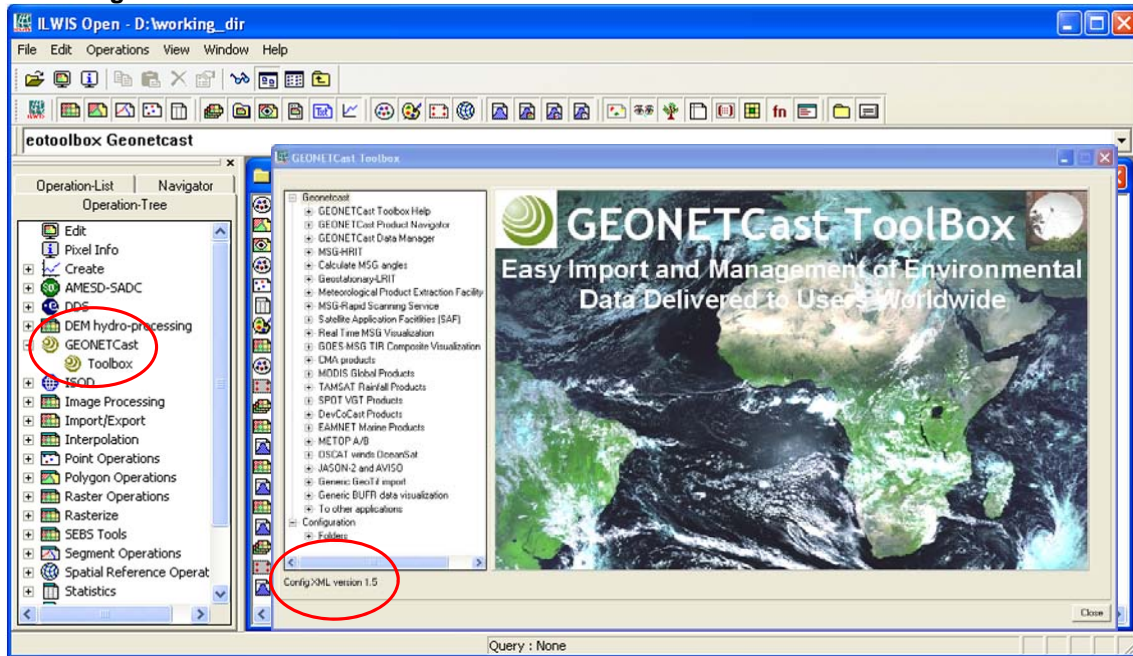 ILWIS Open - D:\working_dir
File Edit Operations View Window Help
Txt
fn
eotoolbox Geonetcast
Operation-List Navigator
Operation-Tree
Edit
Pixel Info
Create
AMESD-SADC
DDS
DEM hydro-processing
GEONETCast
Toolbox
ISOD
Image Processing
Import/Export
Interpolation
Point Operations
Polygon Operations
Raster Operations
Rasterize
SEBS Tools
Segment Operations
Spatial Reference Operat
Statistics
GEONETCast Toolbox
Geonetcast
GEONETCast Toolbox Help
GEONETCast Product Navigator
GEONETCast Data Manager
MSG-HRIT
Calculate MSG angles
Geostationary-LRIT
Meteorological Product Extraction Facility
MSG-Rapid Scanning Service
Satellite Application Facilities (SAF)
Real Time MSG Visualization
GOES-MSG TIR Composite Visualization
CMA products
MODIS Global Products
TAMSAT Rainfall Products
SPOT VGT Products
DevCoCast Products
EAMNET Marine Products
METOP A/B
OSCAT winds OceanSat
JASON-2 and AVISO
Generic GeoTif import
Generic BUFR data visualization
To other applications
Configuration
Folders
Config XML version 1.5
GEONETCast ToolBox
Easy Import and Management of Environmental
Data Delivered to Users Worldwide
Close
Query : None